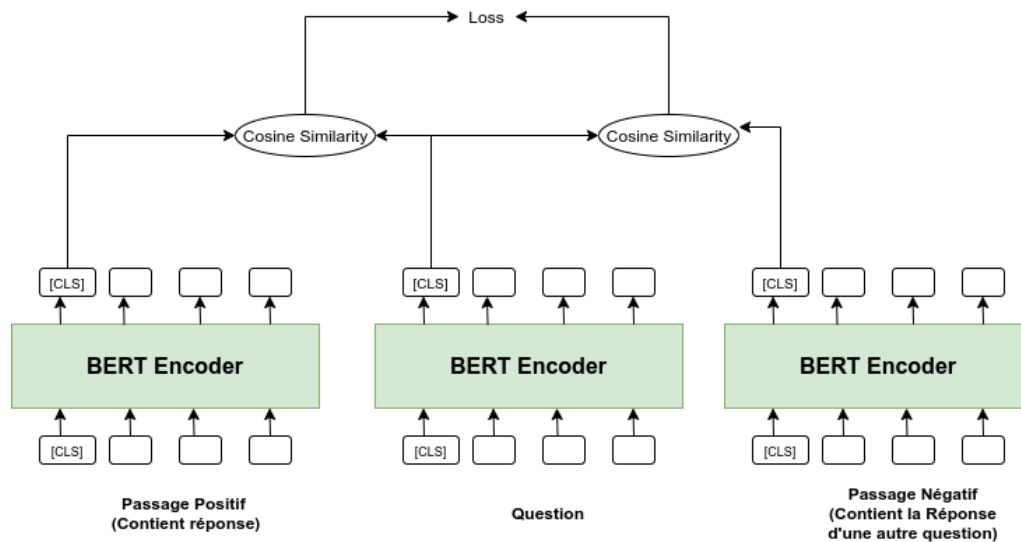 Loss
Cosine Similarity
Cosine Similarity
[CLS]
[CLS]
[CLS]
BERT Encoder
BERT Encoder
BERT Encoder
[CLS]
[CLS]
[CLS]
Passage Positif
(Contient réponse)
Question
Passage Négatif
(Contient la Réponse
d'une autre question)